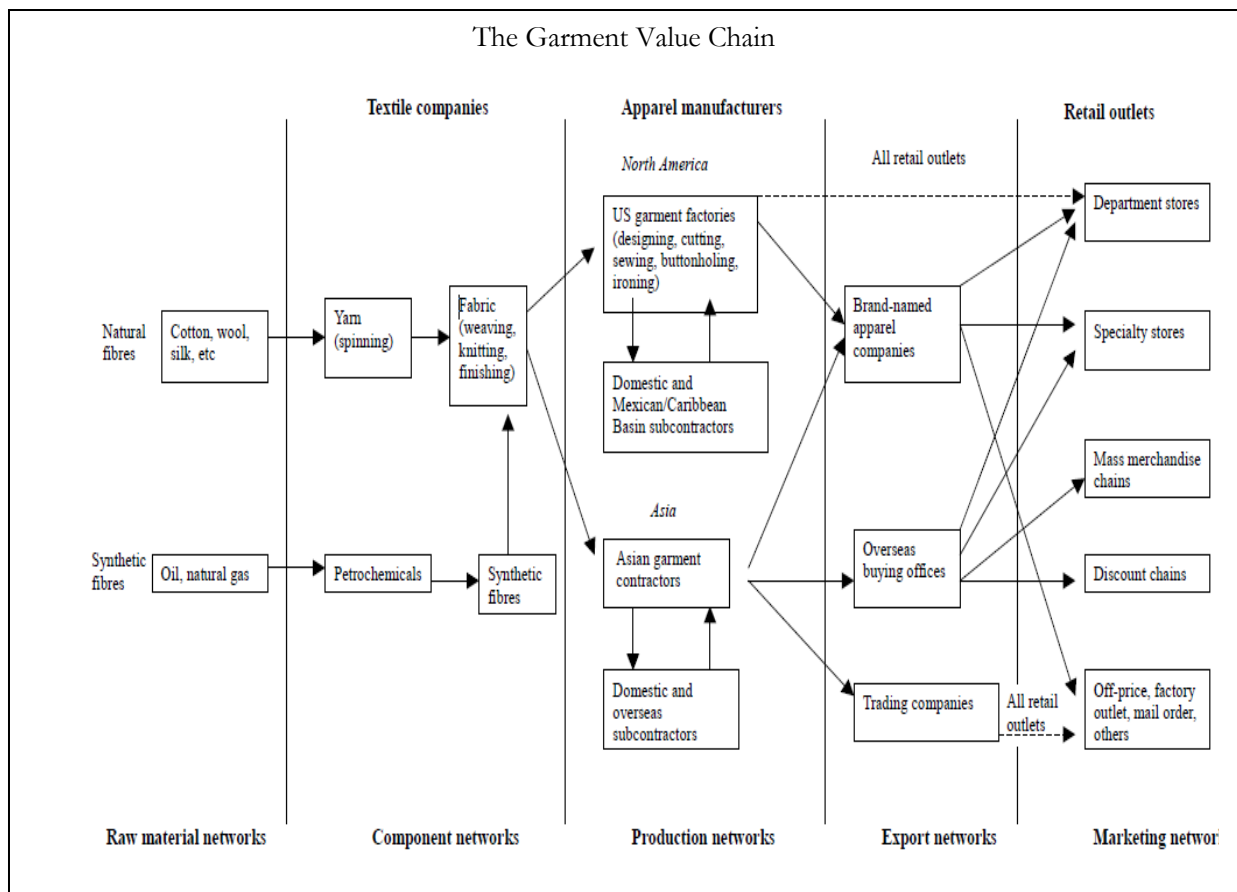 The Garment Value Chain
Textile companies
Apparel manufacturers
Retail outlets
North America
All retail outlets
Natural
fibres
Cotton, wool,
silk, etc
Yarn
(spinning)
Fabric
(weaving,
knitting,
finishing)
US garment factories
(designing, cutting,
sewing, buttonholing,
ironing)
Domestic and
Mexican/Caribbean
Basin subcontractors
Brand-named
apparel
companies
Department stores
Specialty stores
Mass merchandise
chains
Asia
Synthetic
fibres
Oil, natural gas
Petrochemicals
Synthetic
fibres
Asian garment
contractors
Overseas
buying offices
Discount chains
Domestic and
overseas
subcontractors
Trading companies
All retail
outlets
Off-price, factory
outlet, mail order,
others
Raw material networks
Component networks
Production networks
Export networks
Marketing networ